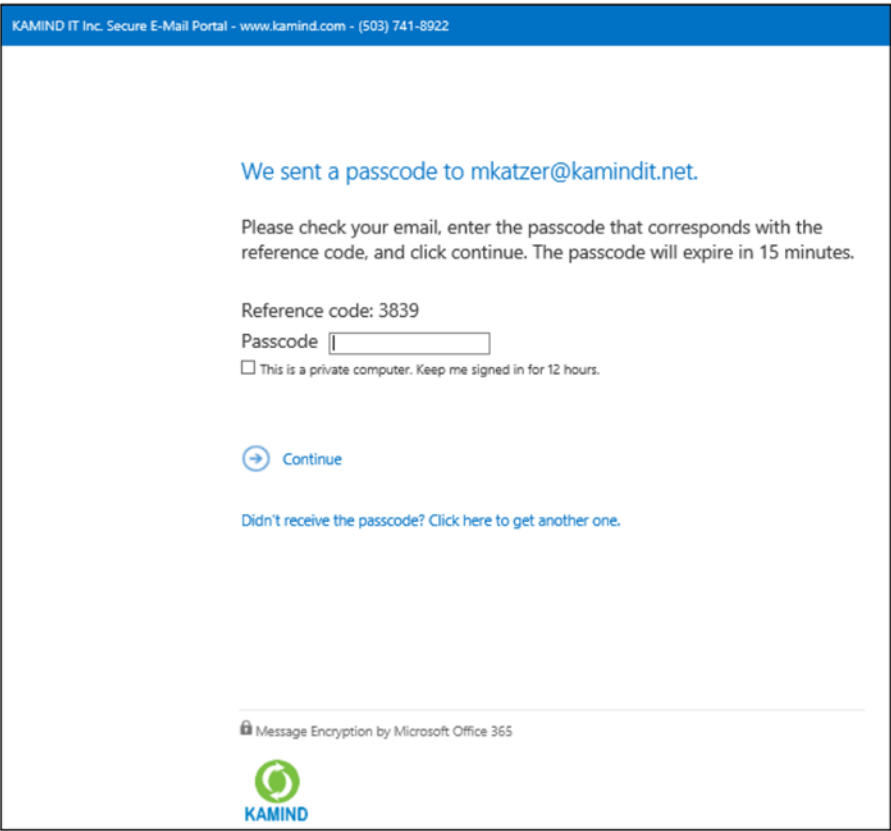 KAMIND IT Inc. Secure E-Mail Portal - www.kamind.com - (503) 741-8922
We sent a passcode to mkatzer@kamindit.net.
Please check your email, enter the passcode that corresponds with the
reference code, and click continue. The passcode will expire in 15 minutes.
Reference code: 3839
Passcode
This is a private computer. Keep me signed in for 12 hours.
Continue
Didn't receive the passcode? Click here to get another one.
Message Encryption by Microsoft Office 365
KAMIND